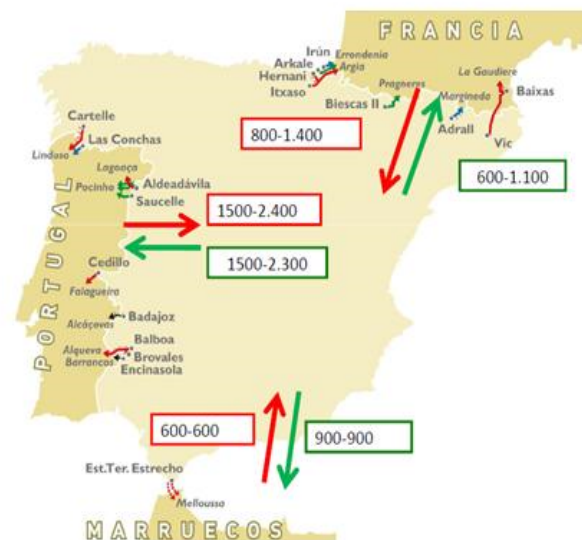 FRANCIA
Irún
Arkale
Errondenia
Hernani
Argia
Itxaso
Pragneres
Biescas II
La Gaudiere
Marginada
Baixas
Adrall
Vic
Cartelle
Las Conchas
Lindoso
800-1.400
600-1.100
Lagoaça
Pocinho
Aldeadávila
Saucelle
1500-2.400
1500-2.300
PORTUGAL
Cedillo
Falagueira
Alcáçovas
Badajoz
Balboa
Alqueva
Brovales
Barrancos
Encinasola
600-600
900-900
Est.Ter. Estrecho
Melloussa
MARRUECOS